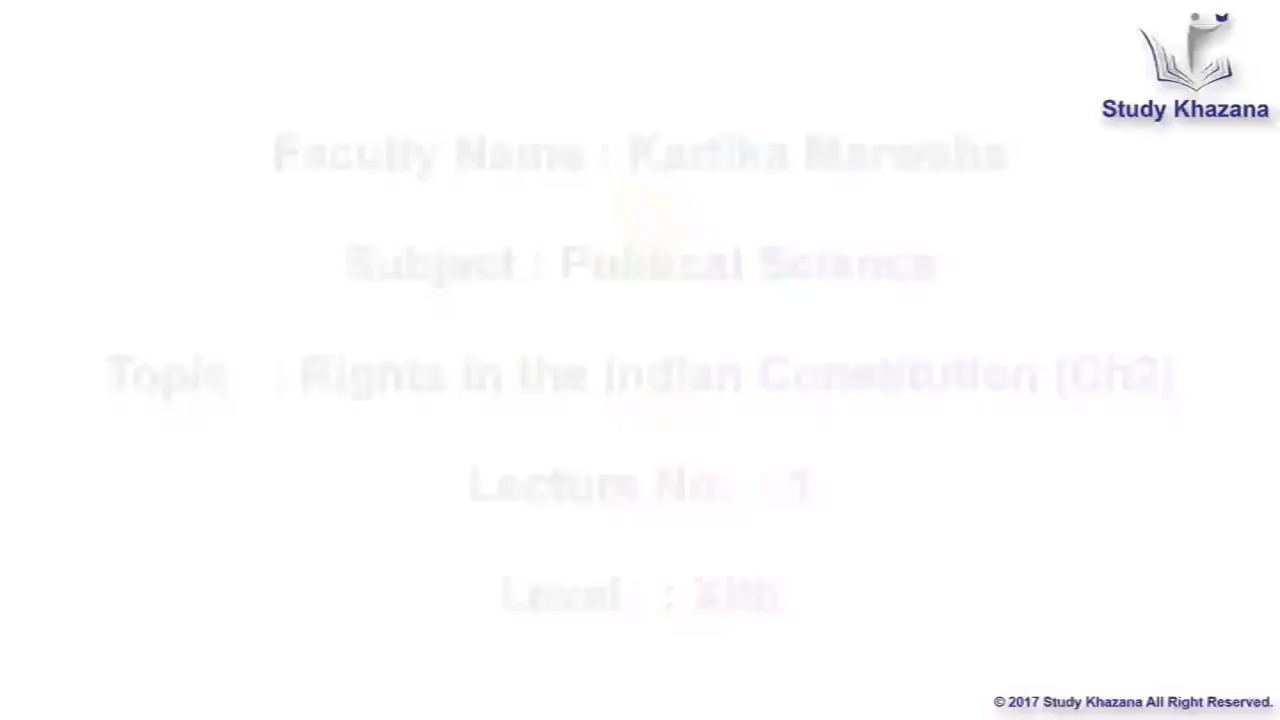 Study Khazana
Faculty Name : Kartika Marwaha
Subject : Political Science
Topic : Rights in the Indian Constitution (Ch2)
Lecture No. : 1
Level : XIth
© 2017 Study Khazana All Right Reserved.